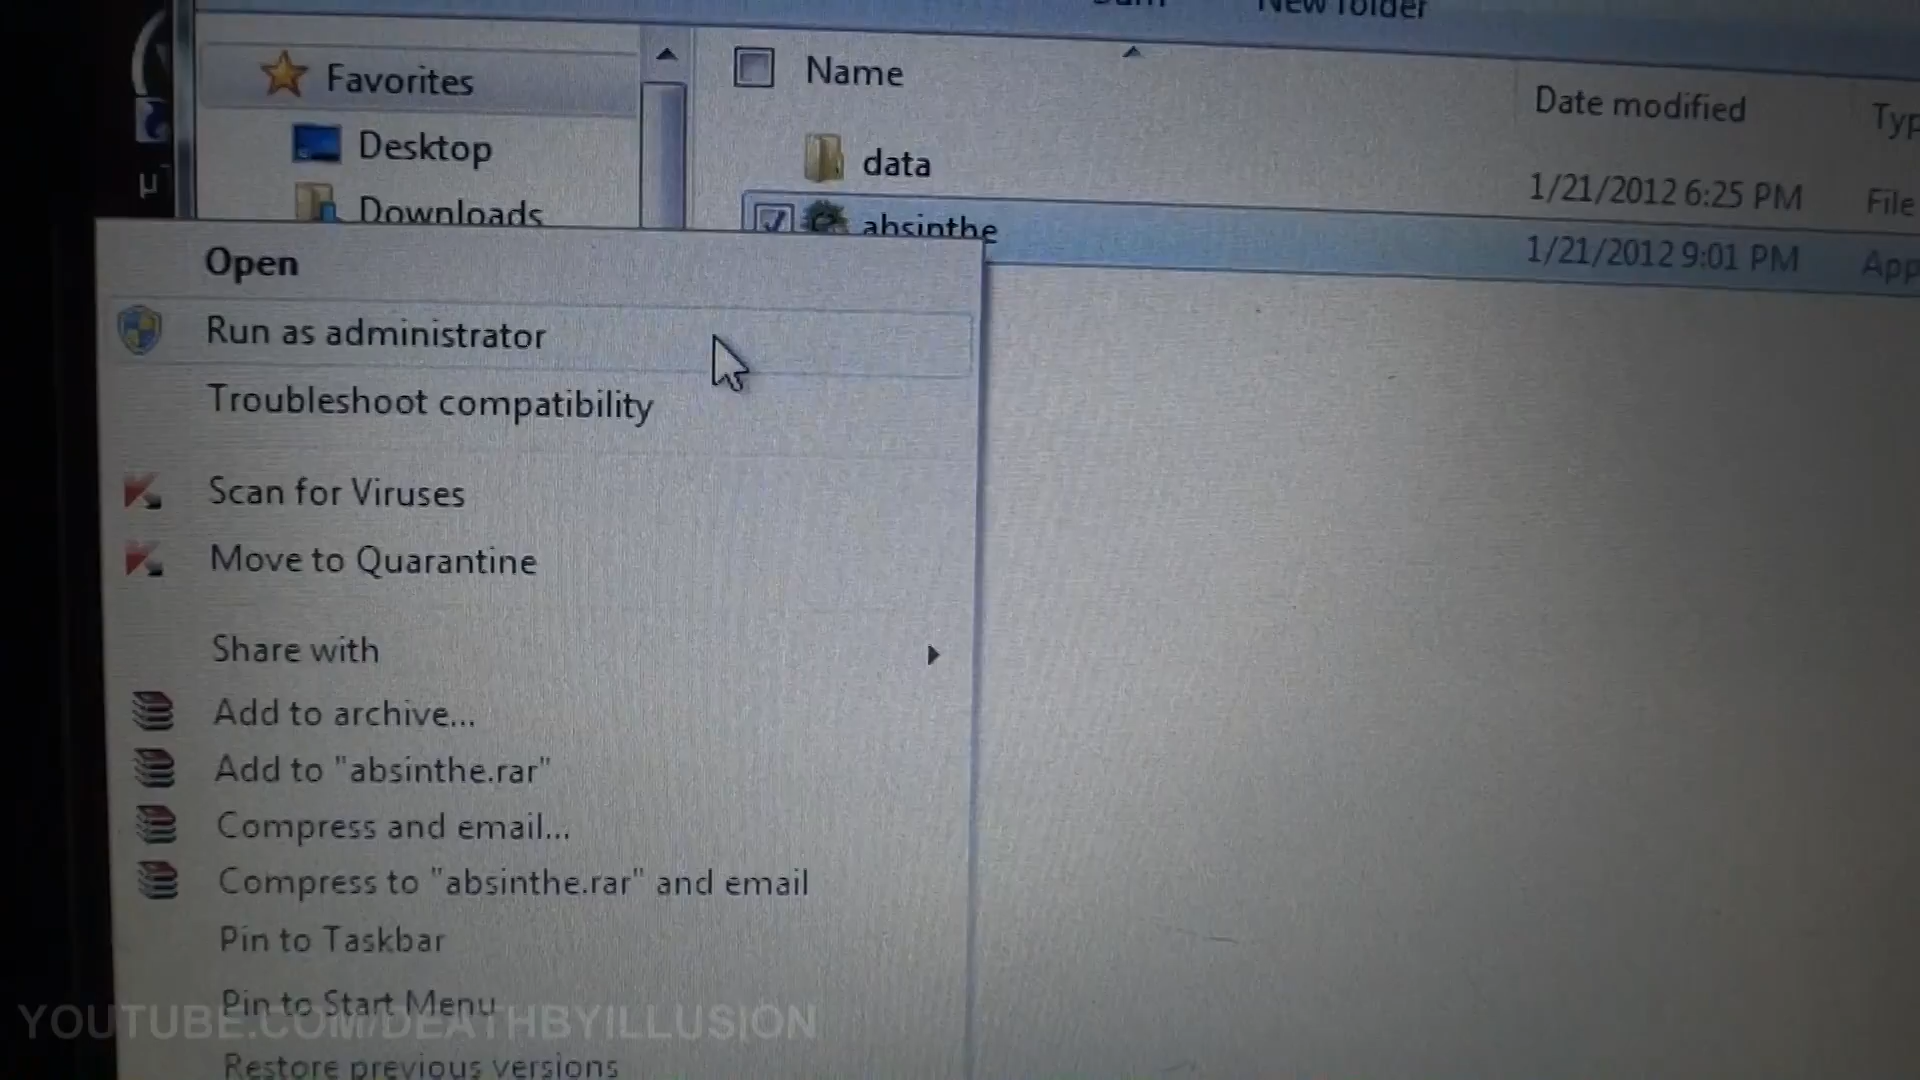 Burn New folder
Favorites
Name
Date modified
Desktop
data
1/21/2012 6:25 PM
File
Downloads
absinthe
1/21/2012 9:01 PM
Open
Run as administrator
Troubleshoot compatibility
Scan for Viruses
Move to Quarantine
Share with
Add to archive...
Add to "absinthe.rar"
Compress and email...
Compress to "absinthe.rar" and email
Pin to Taskbar
Pin to Start Menu
YOUTUBE.COM/DEATHBYILLUSION
Restore previous versions